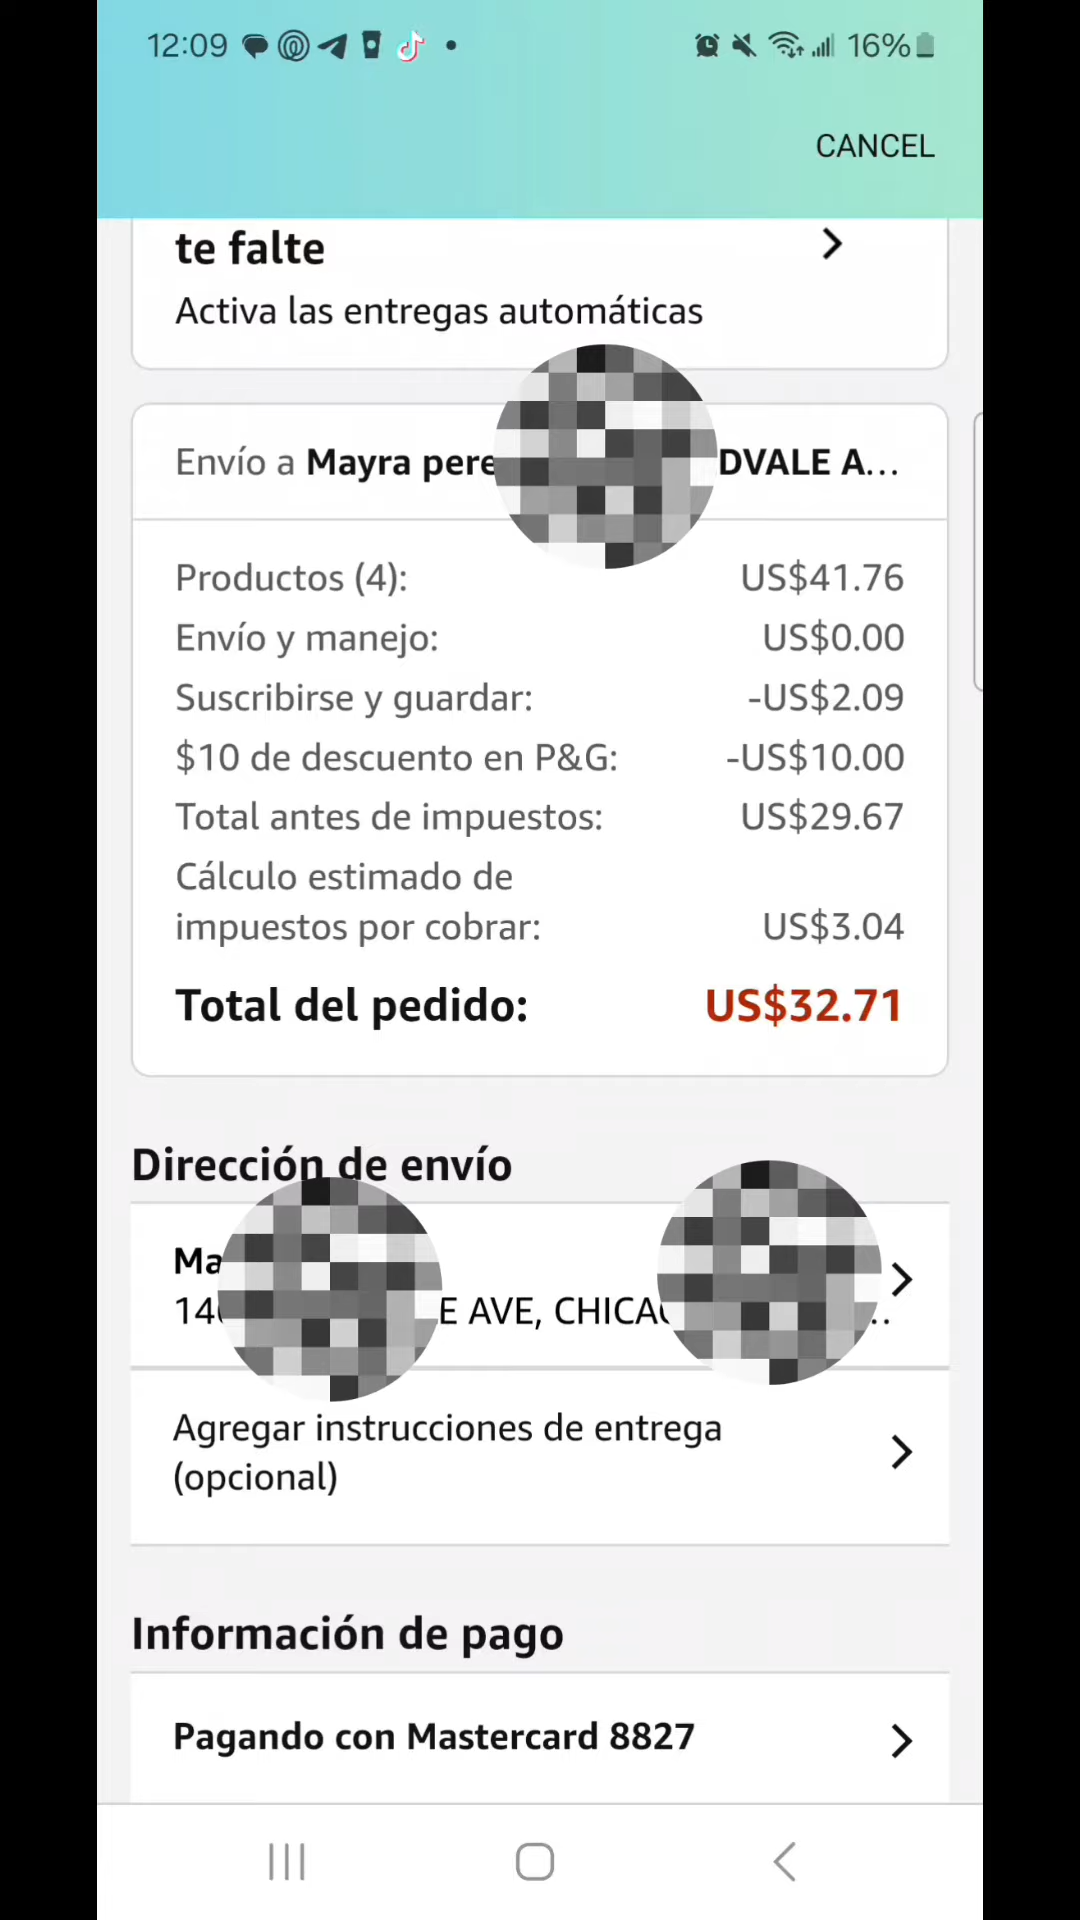 12:09 16%
CANCEL
te falte
Activa las entregas automáticas
Envío a Mayra pere DVALE A...
Productos (4): US$41.76
Envío y manejo: US$0.00
Suscribirse y guardar: -US$2.09
$10 de descuento en P&G: -US$10.00
Total antes de impuestos: US$29.67
Cálculo estimado de
impuestos por cobrar: US$3.04
Total del pedido: US$32.71
Dirección de envío
Ma
14 E AVE, CHICA ..
Agregar instrucciones de entrega
(opcional)
Información de pago
Pagando con Mastercard 8827